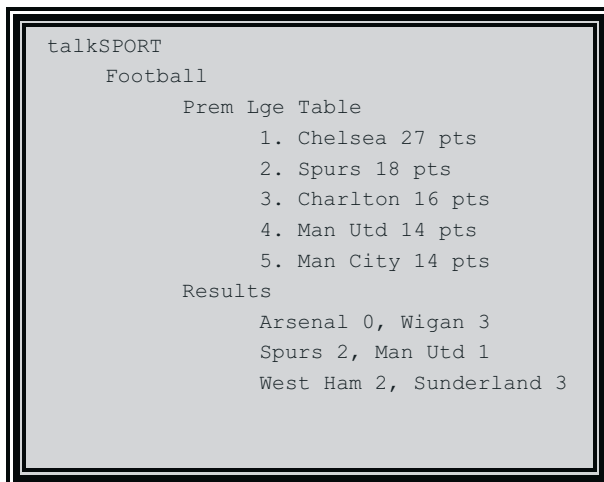 talkSPORT
Football
Prem Lge Table
1. Chelsea 27 pts
2. Spurs 18 pts
3. Charlton 16 pts
4. Man Utd 14 pts
5. Man City 14 pts
Results
Arsenal 0, Wigan 3
Spurs 2, Man Utd 1
West Ham 2, Sunderland 3